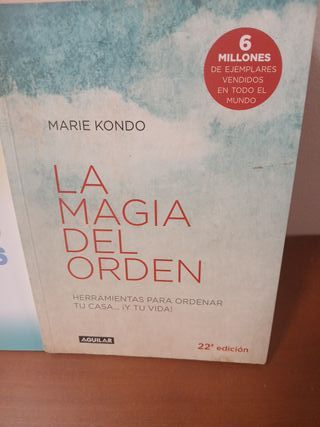 6
MILLONES
DE EJEMPLARES
VENDIDOS
EN TODO EL
MUNDO
MARIE KONDO
LA
MAGIA
DEL
ORDEN
HERRAMIENTAS PARA ORDENAR
TU CASA... ¡Y TU VIDA!
AGUILAR
22ª edición